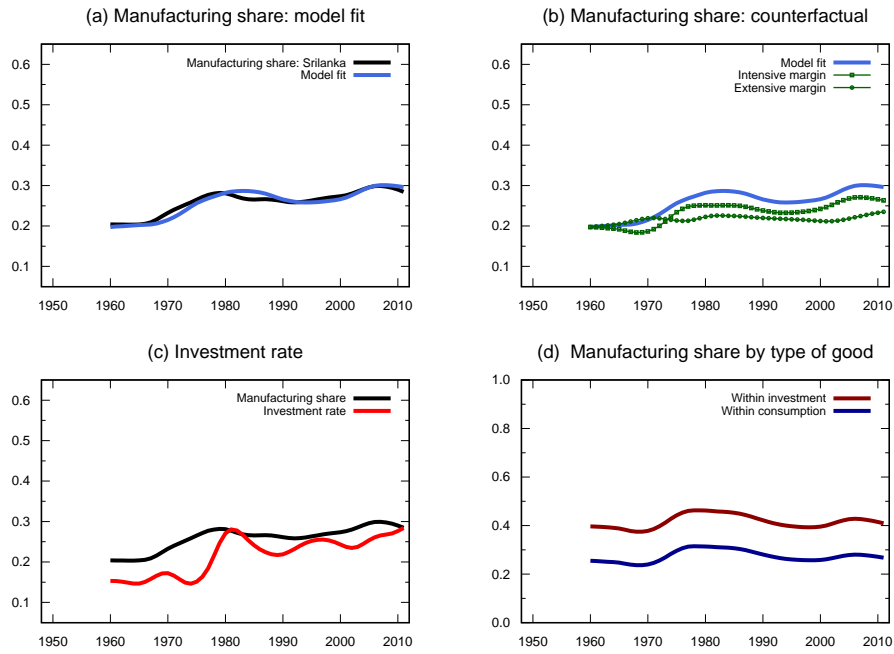 (a) Manufacturing share: model fit
0.6
0.5
0.4
0.3
0.2
0.1
1950 1960 1970 1980 1990 2000 2010
Manufacturing share: Srilanka
Model fit
(b) Manufacturing share: counterfactual
0.6
0.5
0.4
0.3
0.2
0.1
1950 1960 1970 1980 1990 2000 2010
Model fit
Intensive margin
Extensive margin
(c) Investment rate
0.6
0.5
0.4
0.3
0.2
0.1
1950 1960 1970 1980 1990 2000 2010
Manufacturing share
Investment rate
(d) Manufacturing share by type of good
1.0
0.8
0.6
0.4
0.2
0.0
1950 1960 1970 1980 1990 2000 2010
Within investment
Within consumption